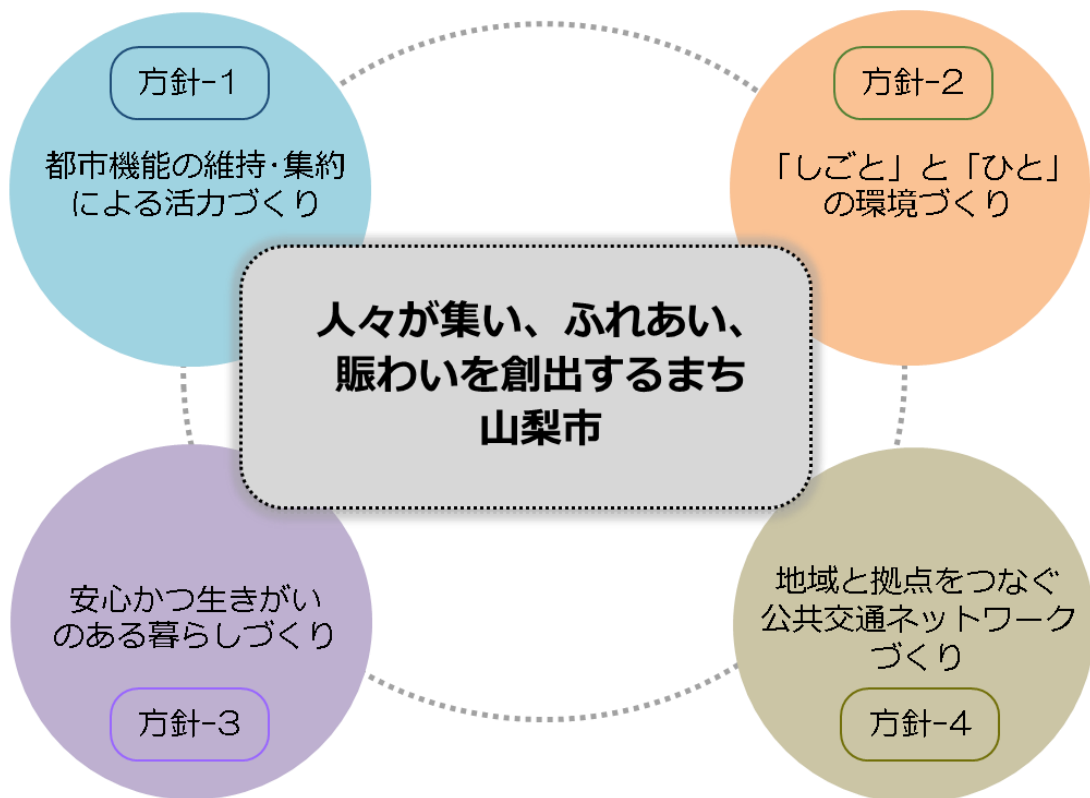 方針-1
都市機能の維持・集約
による活力づくり
方針-2
「しごと」と「ひと」
の環境づくり
人々が集い、ふれあい、
賑わいを創出するまち
山梨市
安心かつ生きがい
のある暮らしづくり
方針-3
地域と拠点をつなぐ
公共交通ネットワーク
づくり
方針-4